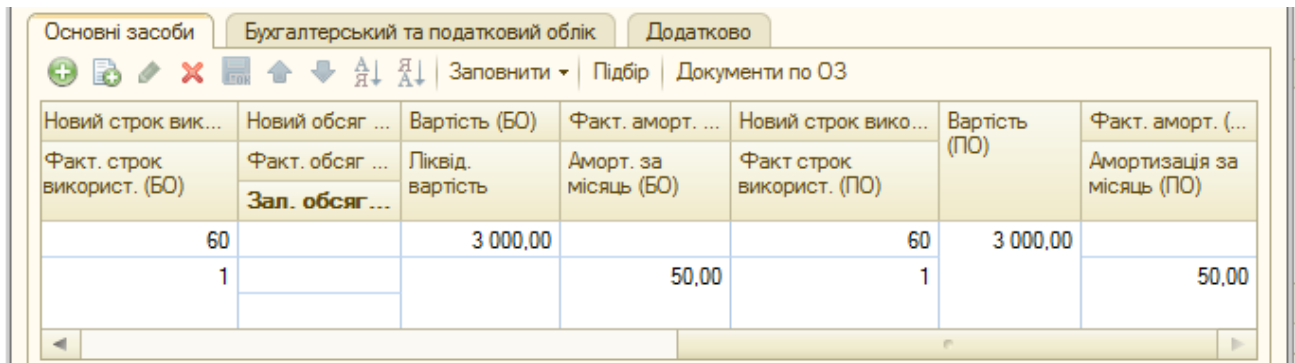 Основні засоби Бухгалтерський та податковий облік Додатково
Заповнити Підбір Документи по ОЗ
Новий строк вик... Новий обсяг ... Вартість (БО) Факт. аморт. ... Новий строк вико... Вартість (ПО) Факт. аморт. (...
Факт. строк використ. (БО) Факт. обсяг ... Ліквід. вартість Аморт. за місяць (БО) Факт строк використ. (ПО) Амортизація за місяць (ПО)
Зал. обсяг...
60 3 000,00 60 3 000,00
1 50,00 1 50,00